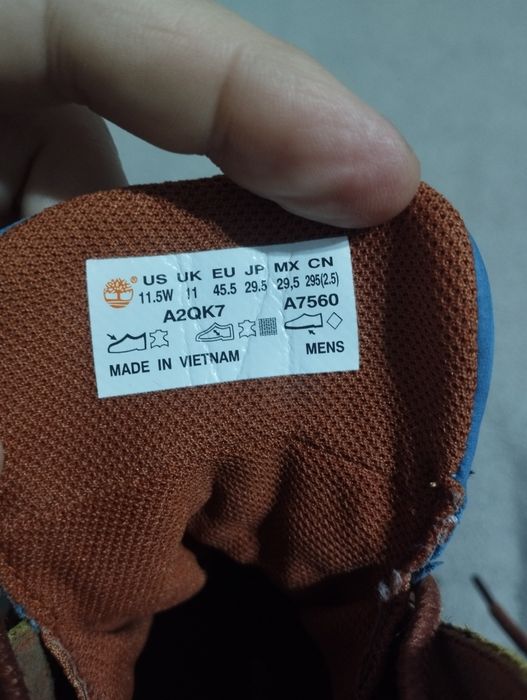 ® US UK EU JP MX CN
11.5W 11 45.5 29.5 29,5 295(2.5)
A2QK7 A7560
MADE IN VIETNAM MENS